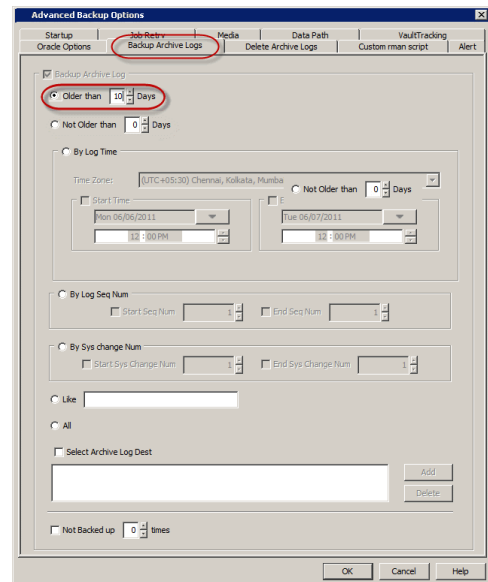 Advanced Backup Options
Startup Job Retry Media Data Path VaultTracking
Oracle Options Backup Archive Logs Delete Archive Logs Custom rman script Alert
Backup Archive Log
Older than 10 Days
Not Older than 0 Days
By Log Time
Time Zone: (UTC+05:30) Chennai, Kolkata, Mumba
Not Older than 0 Days
Start Time E
Mon 06/06/2011 Tue 06/07/2011
12 : 00 PM 12 : 00 PM
By Log Seq Num
Start Seq Num 1 End Seq Num 1
By Sys change Num
Start Sys Change Num 1 End Sys Change Num 1
Like
All
Select Archive Log Dest
Add
Delete
Not Backed up 0 times
OK Cancel Help